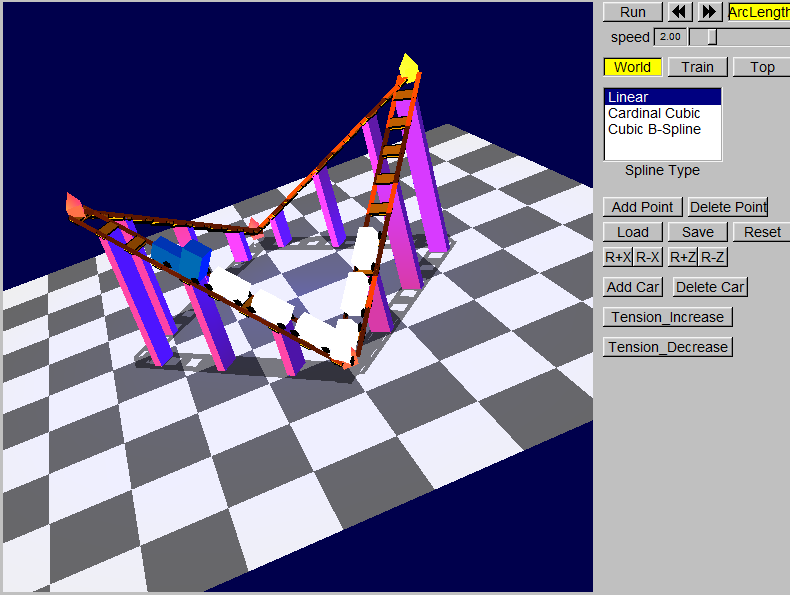 Run ArcLength
speed 2.00
World Train Top
Linear
Cardinal Cubic
Cubic B-Spline
Spline Type
Add Point Delete Point
Load Save Reset
R+X R-X R+Z R-Z
Add Car Delete Car
Tension_Increase
Tension_Decrease